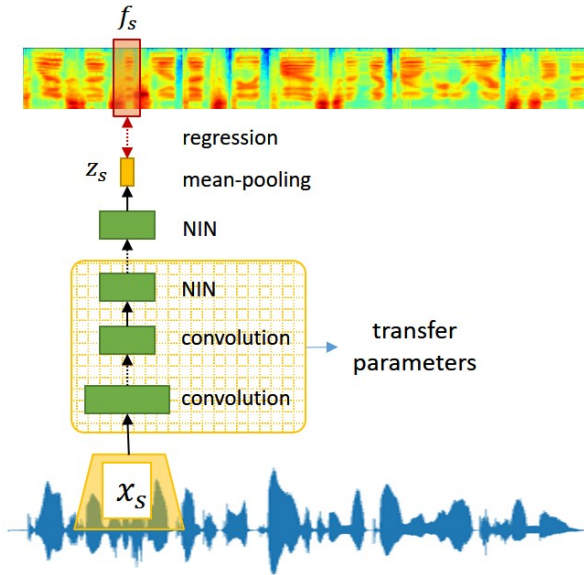 f_s
regression
z_s
mean-pooling
NIN
NIN
convolution
transfer
parameters
convolution
x_s